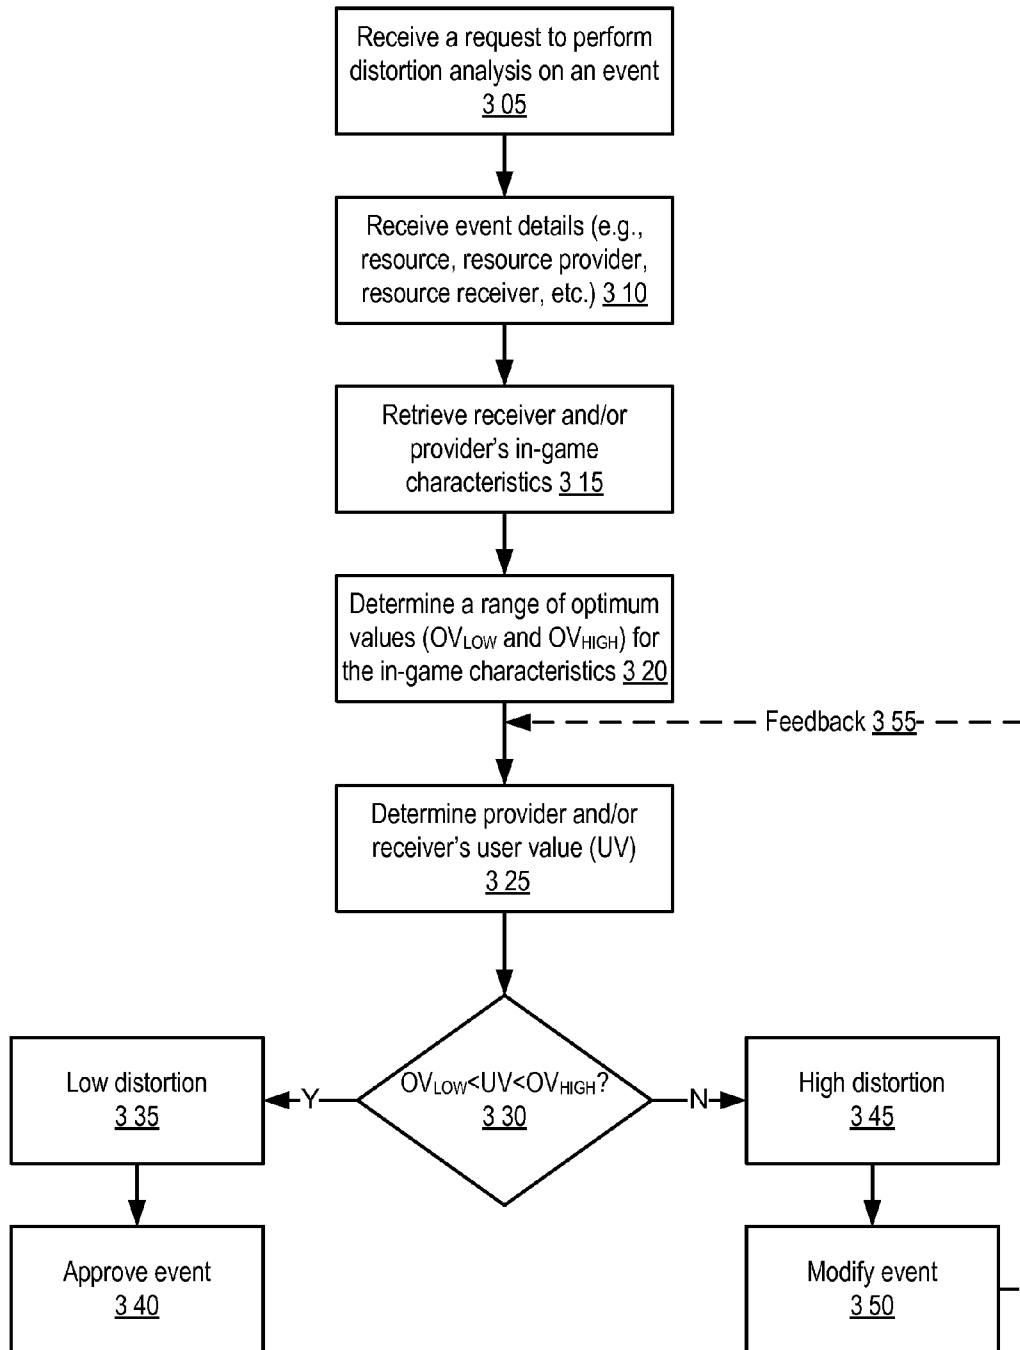 Receive a request to perform
distortion analysis on an event
3 05
Receive event details (e.g.,
resource, resource provider,
resource receiver, etc.) 3 10
Retrieve receiver and/or
provider's in-game
characteristics 3 15
Determine a range of optimum
values (OVLOW and OVHIGH) for
the in-game characteristics 3 20
Feedback 3 55
Determine provider and/or
receiver's user value (UV)
3 25
OVLOW<UV<OVHIGH?
3 30
Y
N
Low distortion
3 35
High distortion
3 45
Approve event
3 40
Modify event
3 50